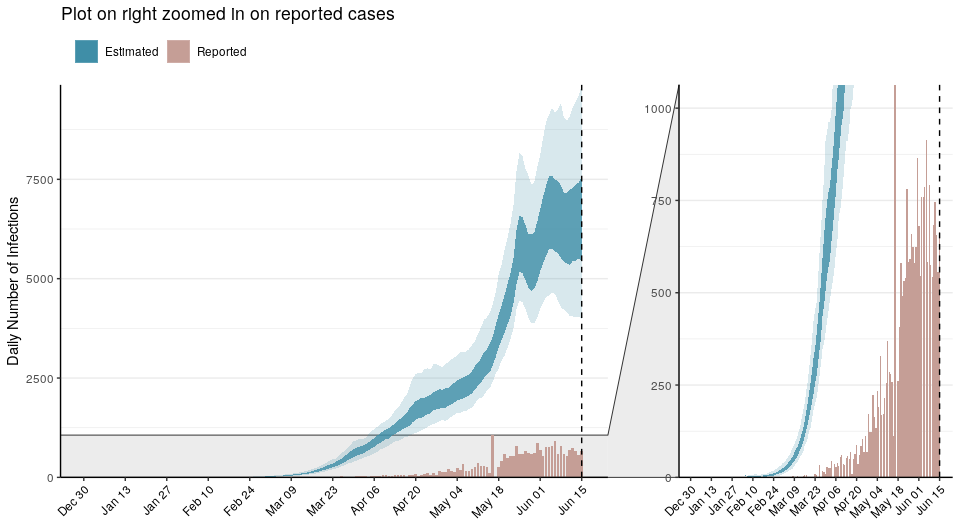 Plot on right zoomed in on reported cases
Estimated
Reported
Daily Number of Infections
7500
5000
2500
0
Dec 30
Jan 13
Jan 27
Feb 10
Feb 24
Mar 09
Mar 23
Apr 06
Apr 20
May 04
May 18
Jun 01
Jun 15
1000
750
500
250
0
Dec 30
Jan 13
Jan 27
Feb 10
Feb 24
Mar 09
Mar 23
Apr 06
Apr 20
May 04
May 18
Jun 01
Jun 15